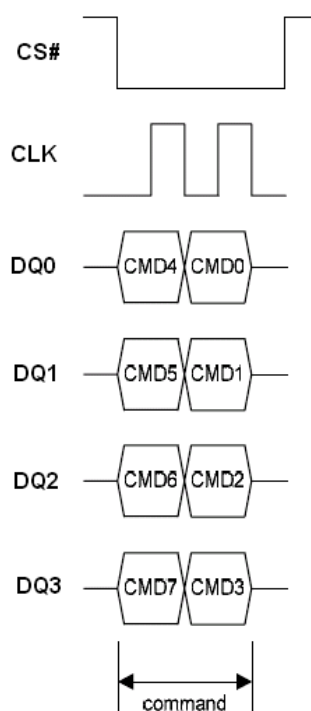 CS#
CLK
DQ0 CMD4 CMD0
DQ1 CMD5 CMD1
DQ2 CMD6 CMD2
DQ3 CMD7 CMD3
command